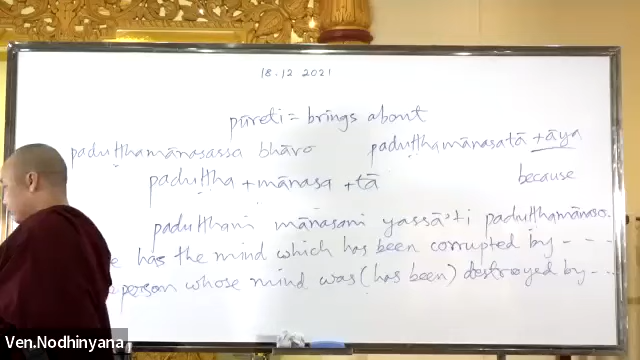 18.12 2021
pūreti = brings about
paduṭṭhamānasassa bhāro paduṭṭhamānasatā + āya
paduṭṭha + mānasa + tā because
paduṭṭhaṁ mānasaṁ yassā'ti paduṭṭhamānaso.
has the mind which has been corrupted by - - -
person whose mind was (has been) destroyed by - - -
Ven.Nodhinyana